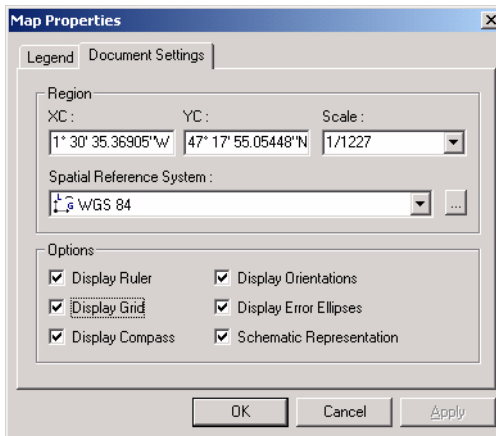 Map Properties
Legend
Document Settings
Region
XC :
YC :
Scale :
1° 30' 35.36905"W
47° 17' 55.05448"N
1/1227
Spatial Reference System :
WGS 84
...
Options
Display Ruler
Display Orientations
Display Grid
Display Error Ellipses
Display Compass
Schematic Representation
OK
Cancel
Apply